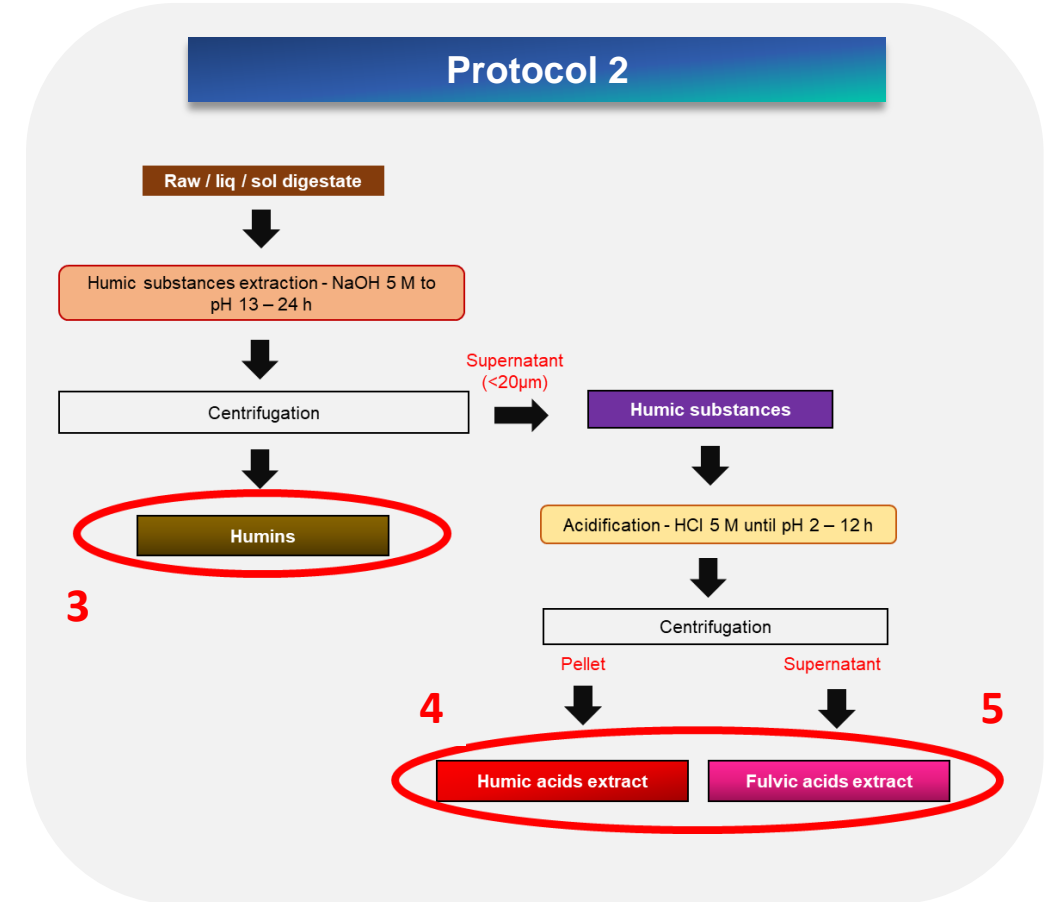 Protocol 2
Raw / liq / sol digestate
Humic substances extraction - NaOH 5 M to
pH 13 – 24 h
Supernatant
(<20µm)
Centrifugation
Humic substances
Humins
Acidification - HCl 5 M until pH 2 – 12 h
3
Centrifugation
Pellet
Supernatant
4
5
Humic acids extract
Fulvic acids extract